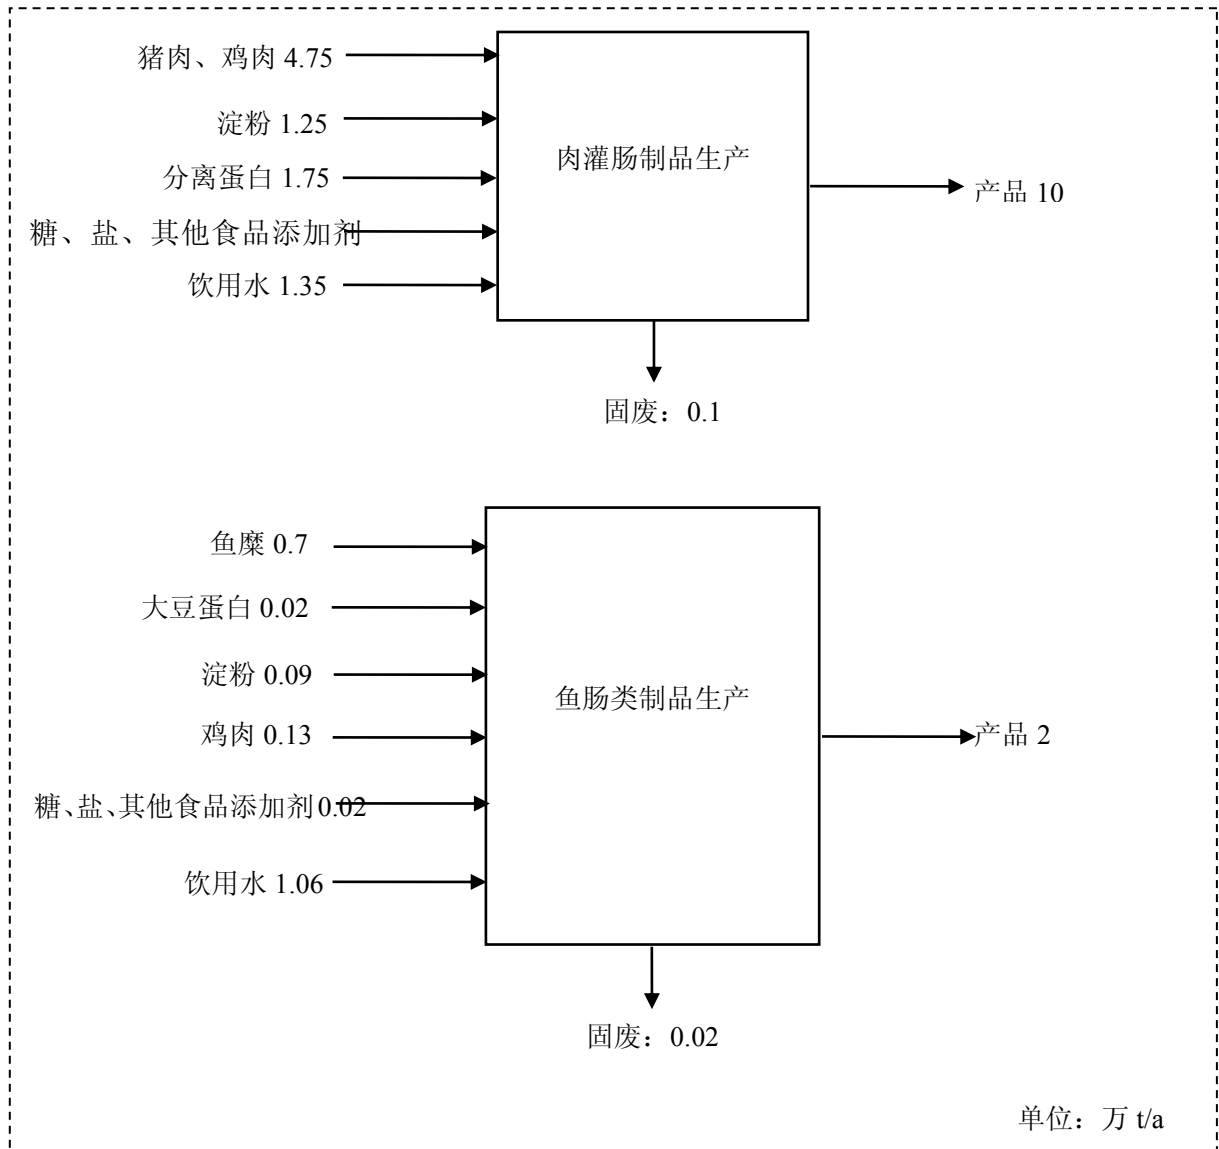 猪肉、鸡肉 4.75
淀粉 1.25
分离蛋白 1.75
糖、盐、其他食品添加剂
饮用水 1.35
肉灌肠制品生产
产品 10
固废：0.1
鱼糜 0.7
大豆蛋白 0.02
淀粉 0.09
鸡肉 0.13
糖、盐、其他食品添加剂 0.02
饮用水 1.06
鱼肠类制品生产
产品 2
固废：0.02
单位：万 t/a